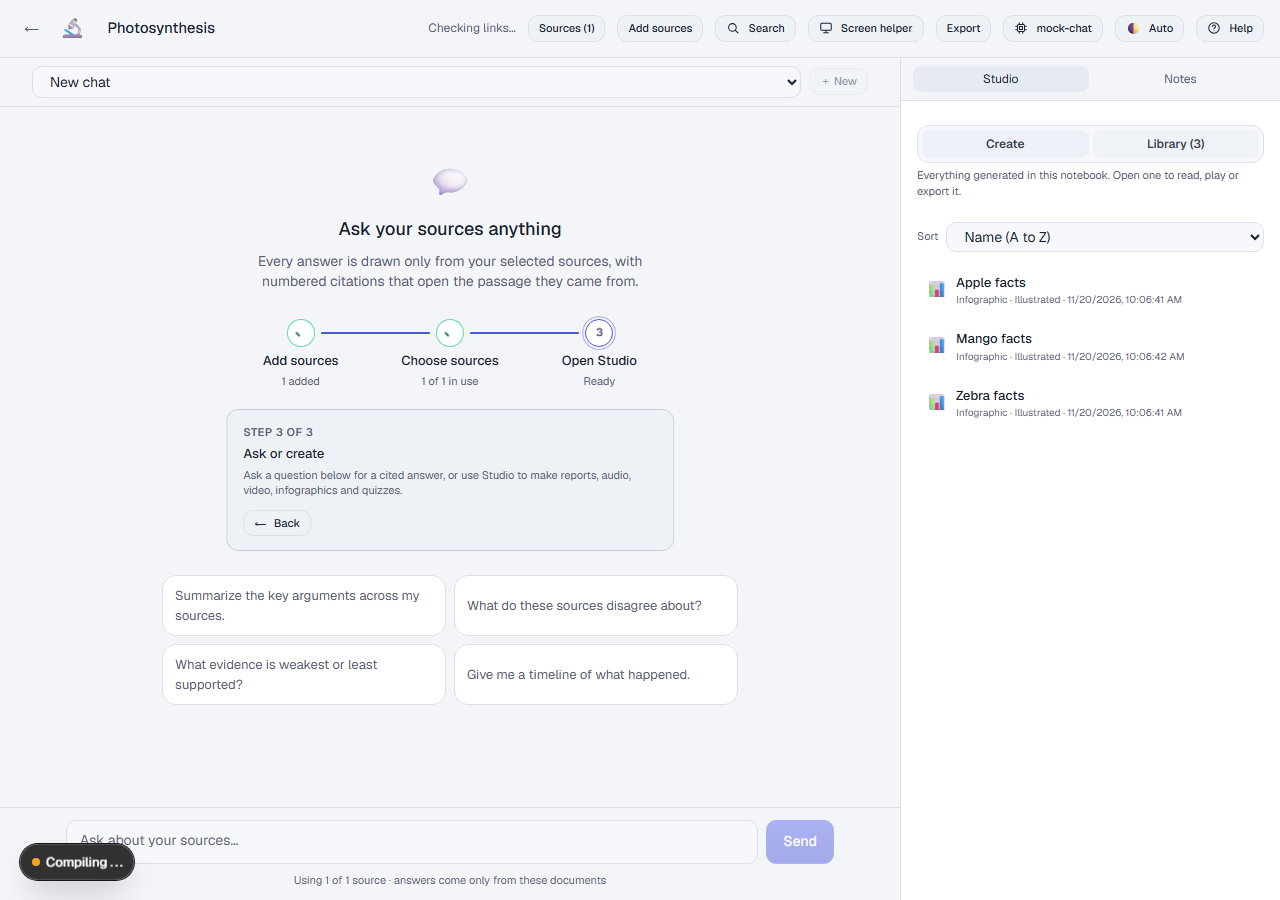 ← Photosynthesis
Checking links…
Sources (1)
Add sources
Search
Screen helper
Export
mock-chat
Auto
Help
New chat
+ New
Ask your sources anything
Every answer is drawn only from your selected sources, with
numbered citations that open the passage they came from.
3
Add sources
1 added
Choose sources
1 of 1 in use
Open Studio
Ready
STEP 3 OF 3
Ask or create
Ask a question below for a cited answer, or use Studio to make reports, audio,
video, infographics and quizzes.
← Back
Summarize the key arguments across my
sources.
What do these sources disagree about?
What evidence is weakest or least
supported?
Give me a timeline of what happened.
Ask about your sources…
Send
Compiling ...
Using 1 of 1 source · answers come only from these documents
Studio
Notes
Create
Library (3)
Everything generated in this notebook. Open one to read, play or
export it.
Sort
Name (A to Z)
Apple facts
Infographic · Illustrated · 11/20/2026, 10:06:41 AM
Mango facts
Infographic · Illustrated · 11/20/2026, 10:06:42 AM
Zebra facts
Infographic · Illustrated · 11/20/2026, 10:06:41 AM